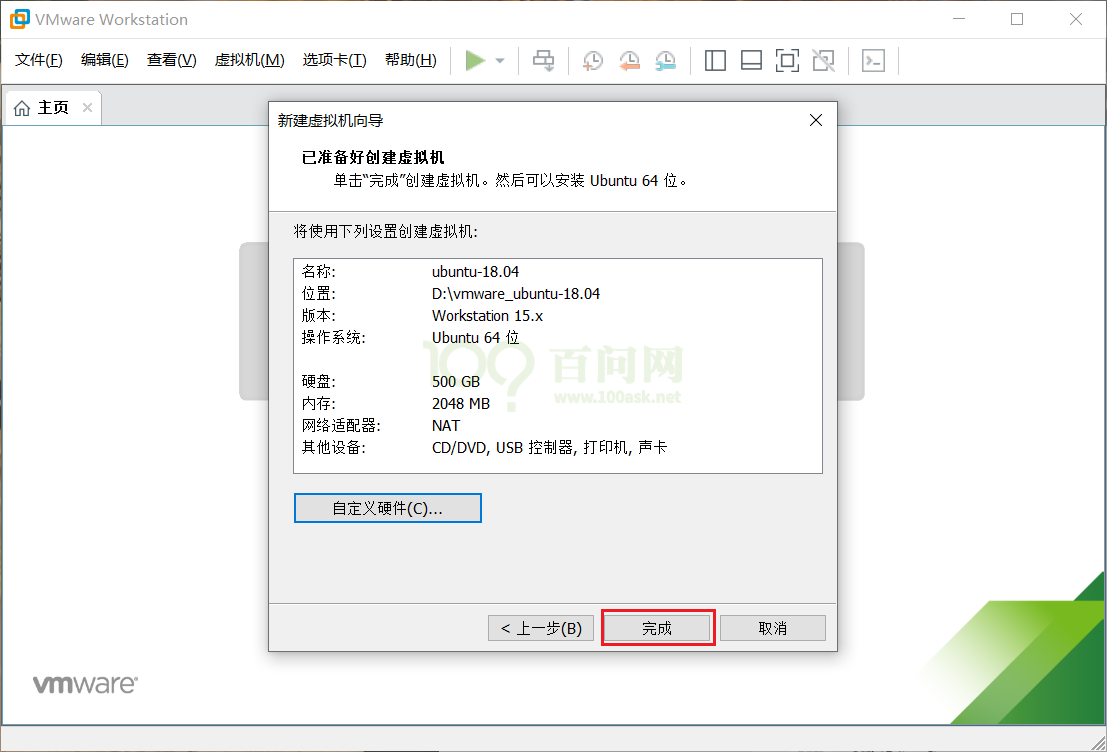 VMware Workstation
文件(F) 编辑(E) 查看(V) 虚拟机(M) 选项卡(T) 帮助(H)
主页
新建虚拟机向导
已准备好创建虚拟机
单击“完成”创建虚拟机。然后可以安装 Ubuntu 64 位。
将使用下列设置创建虚拟机:
名称: ubuntu-18.04
位置: D:\vmware_ubuntu-18.04
版本: Workstation 15.x
操作系统: Ubuntu 64 位
100? 百问网
www.100ask.net
硬盘: 500 GB
内存: 2048 MB
网络适配器: NAT
其他设备: CD/DVD, USB 控制器, 打印机, 声卡
自定义硬件(C)...
< 上一步(B) 完成 取消
vmware